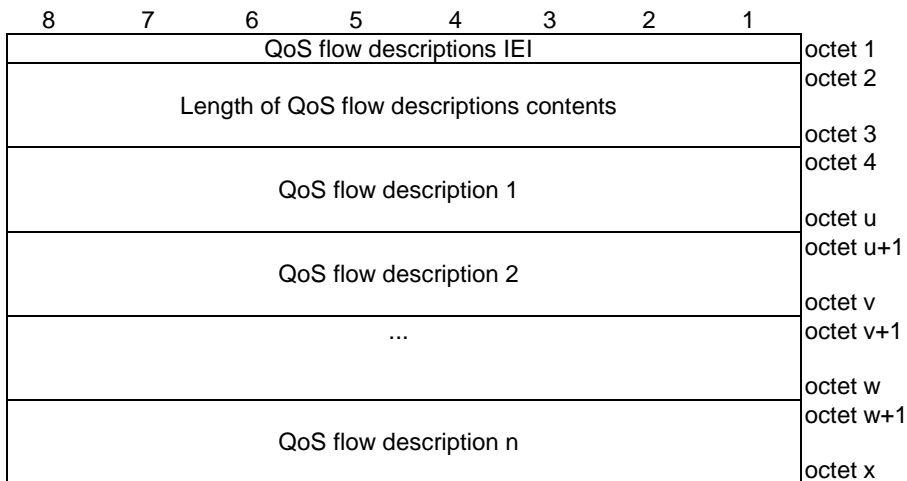 8 7 6 5 4 3 2 1
QoS flow descriptions IEI octet 1
octet 2
Length of QoS flow descriptions contents
octet 3
octet 4
QoS flow description 1
octet u
octet u+1
QoS flow description 2
octet v
... octet v+1
octet w
octet w+1
QoS flow description n
octet x